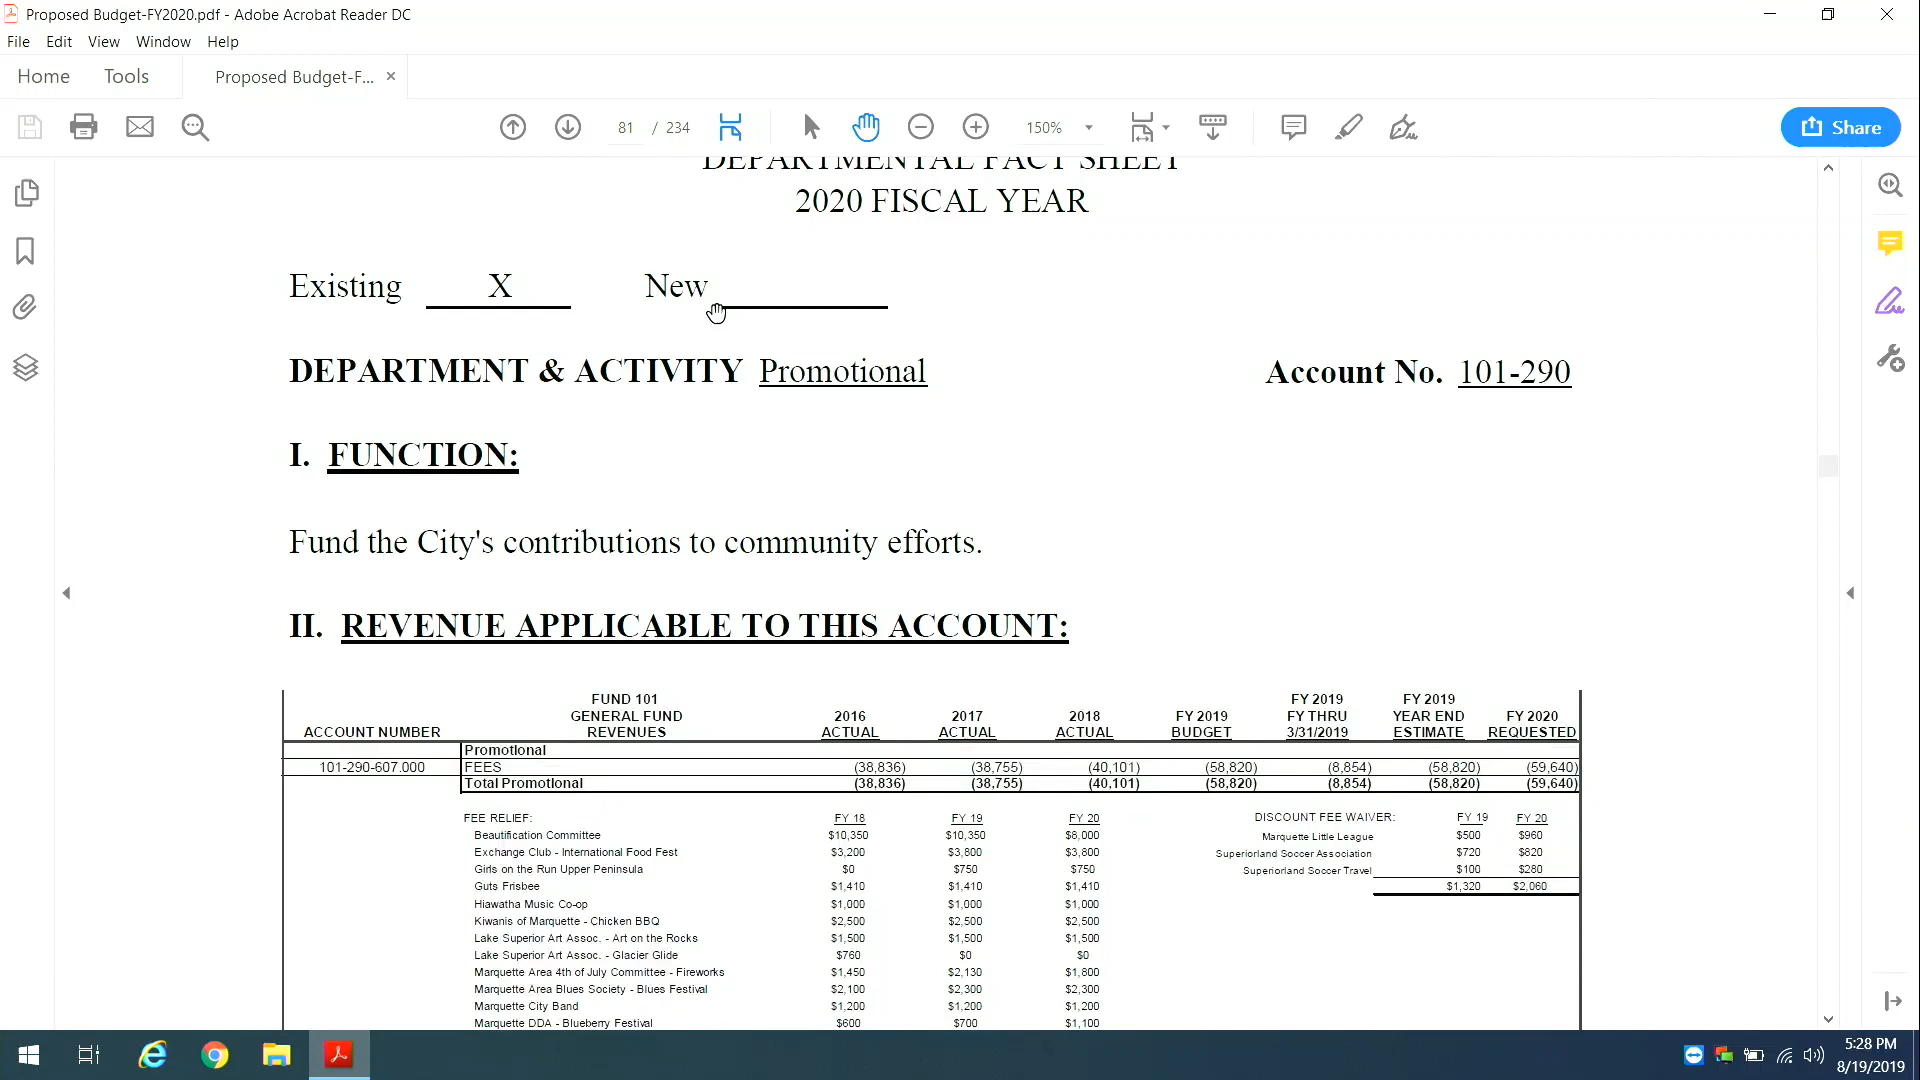 Proposed Budget-FY2020.pdf - Adobe Acrobat Reader DC
File Edit View Window Help
Home Tools Proposed Budget-F... ×
81 / 234 150% Share
DEPARTMENTAL FACT SHEET
2020 FISCAL YEAR
Existing X New
DEPARTMENT & ACTIVITY Promotional Account No. 101-290
I. FUNCTION:
Fund the City's contributions to community efforts.
II. REVENUE APPLICABLE TO THIS ACCOUNT:
FUND 101 FY 2019 FY 2019
GENERAL FUND 2016 2017 2018 FY 2019 FY THRU YEAR END FY 2020
ACCOUNT NUMBER REVENUES ACTUAL ACTUAL ACTUAL BUDGET 3/31/2019 ESTIMATE REQUESTED
Promotional
101-290-607.000 FEES (38,836) (38,755) (40,101) (58,820) (8,854) (58,820) (59,640)
Total Promotional (38,836) (38,755) (40,101) (58,820) (8,854) (58,820) (59,640)
FEE RELIEF: FY 18 FY 19 FY 20 DISCOUNT FEE WAIVER: FY 19 FY 20
Beautification Committee $10,350 $10,350 $8,000 Marquette Little League $500 $960
Exchange Club - International Food Fest $3,200 $3,800 $3,800 Superiorland Soccer Association $720 $820
Girls on the Run Upper Peninsula $0 $750 $750 Superiorland Soccer Travel $100 $280
Guts Frisbee $1,410 $1,410 $1,410 $1,320 $2,060
Hiawatha Music Co-op $1,000 $1,000 $1,000
Kiwanis of Marquette - Chicken BBQ $2,500 $2,500 $2,500
Lake Superior Art Assoc. - Art on the Rocks $1,500 $1,500 $1,500
Lake Superior Art Assoc. - Glacier Glide $760 $0 $0
Marquette Area 4th of July Committee - Fireworks $1,450 $2,130 $1,800
Marquette Area Blues Society - Blues Festival $2,100 $2,300 $2,300
Marquette City Band $1,200 $1,200 $1,200
Marquette DDA - Blueberry Festival $600 $700 $1,100
5:28 PM
8/19/2019